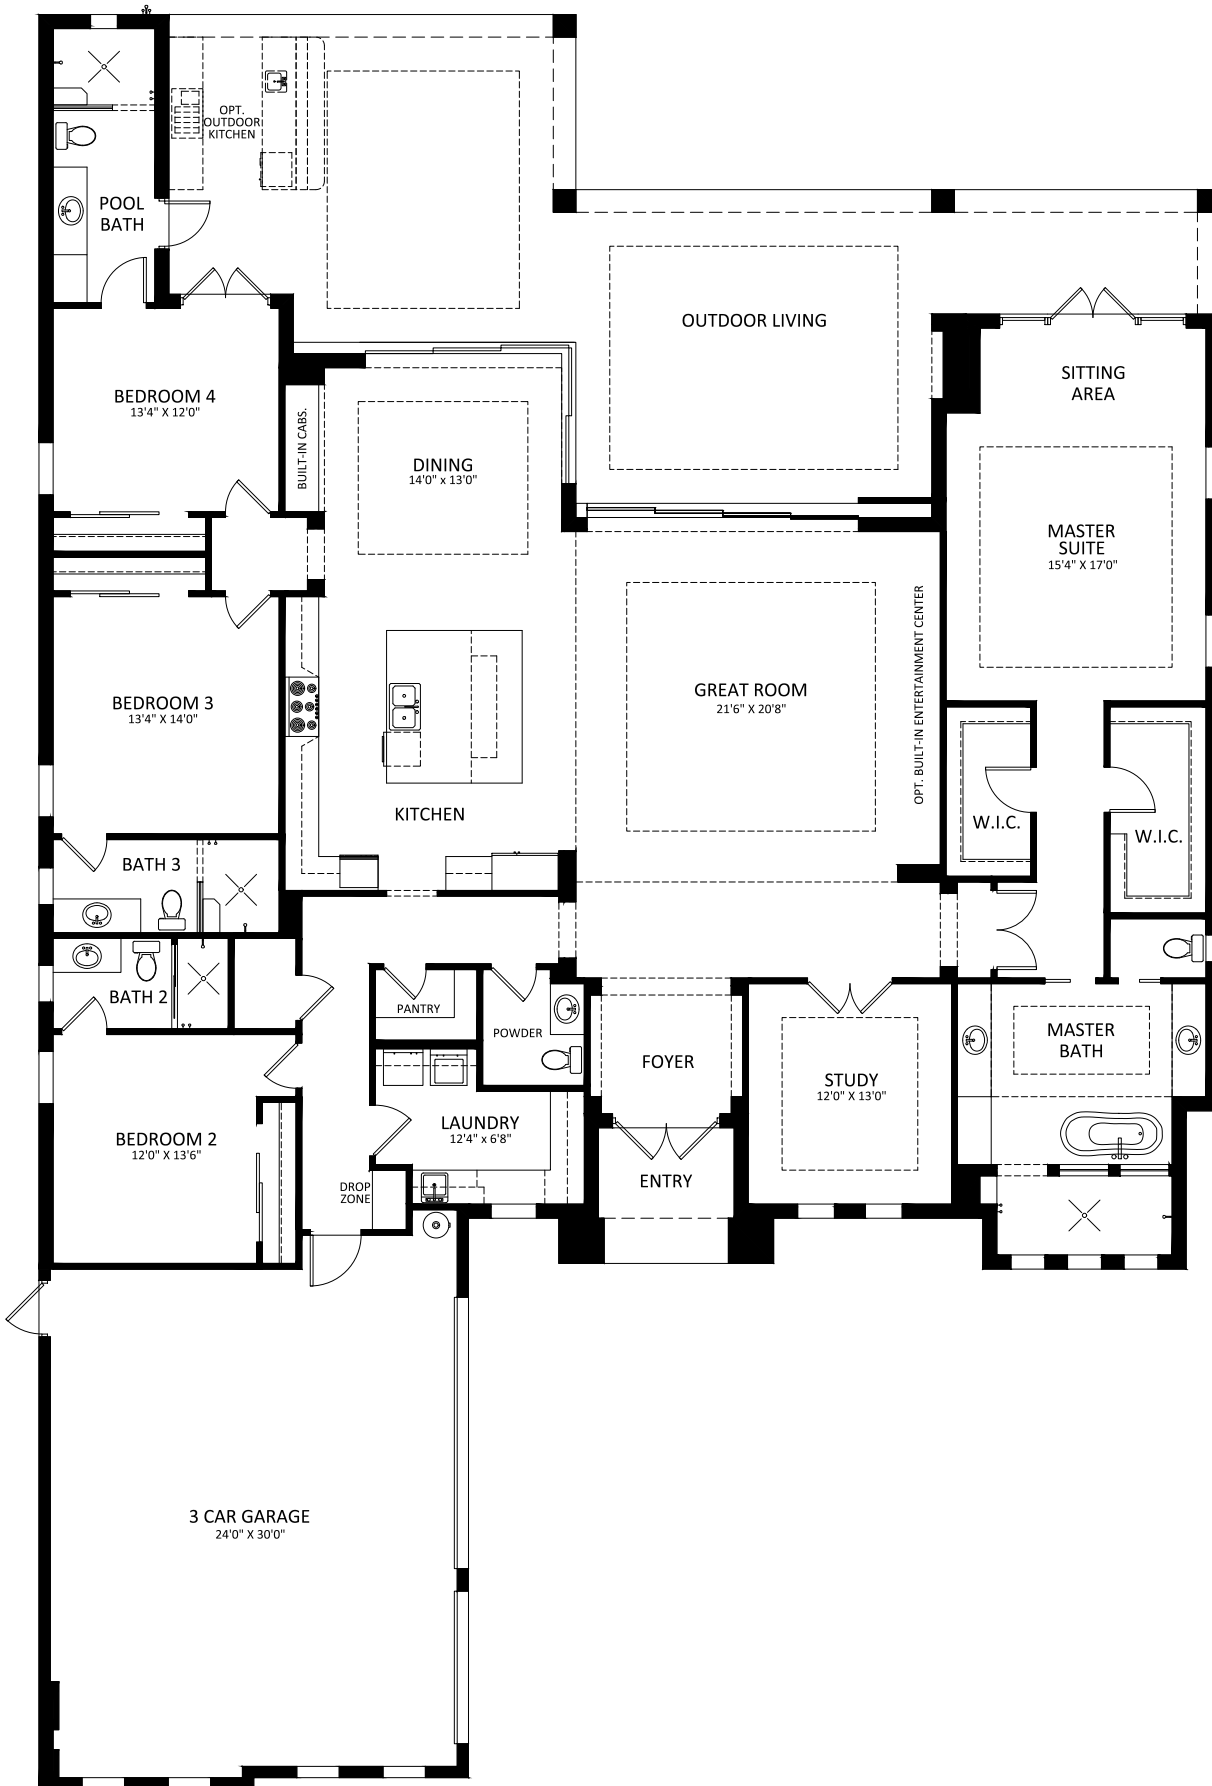 OPT.
OUTDOOR
KITCHEN
POOL
BATH
OUTDOOR LIVING
SITTING
AREA
BEDROOM 4
13'4" X 12'0"
BUILT-IN CABS.
DINING
14'0" x 13'0"
MASTER
SUITE
15'4" X 17'0"
BEDROOM 3
13'4" X 14'0"
GREAT ROOM
21'6" X 20'8"
OPT. BUILT-IN ENTERTAINMENT CENTER
KITCHEN
W.I.C.
W.I.C.
BATH 3
BATH 2
PANTRY
POWDER
FOYER
STUDY
12'0" X 13'0"
MASTER
BATH
BEDROOM 2
12'0" X 13'6"
LAUNDRY
12'4" x 6'8"
DROP
ZONE
ENTRY
3 CAR GARAGE
24'0" X 30'0"